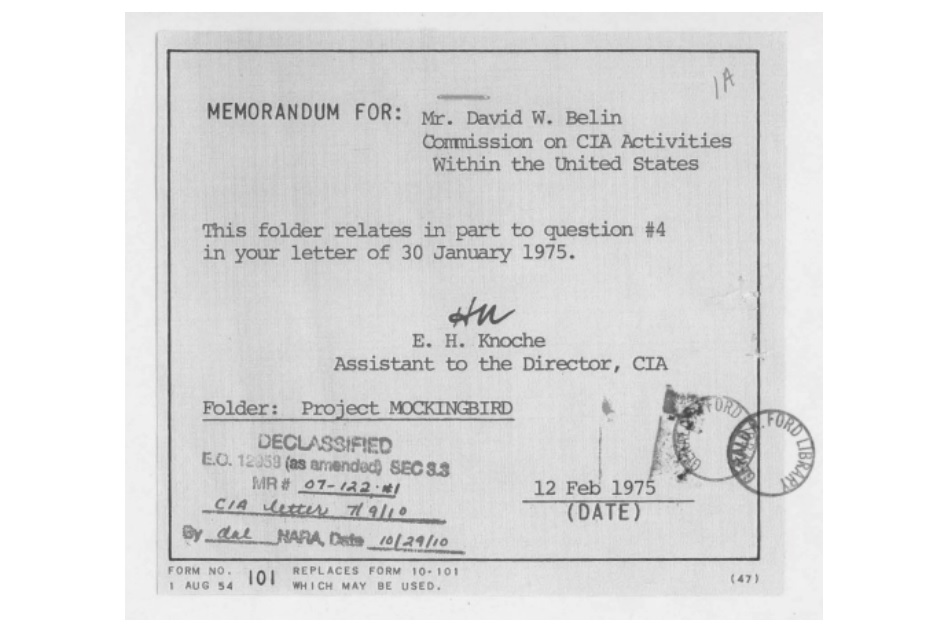 1A
MEMORANDUM FOR: Mr. David W. Belin
Commission on CIA Activities
Within the United States
This folder relates in part to question #4
in your letter of 30 January 1975.
E. H. Knoche
Assistant to the Director, CIA
Folder: Project MOCKINGBIRD
DECLASSIFIED
E.O. 12958 (as amended) SEC 3.3
MR # 07-122·#1
CIA letter 7/9/10
By dal NARA, Date 10/29/10
12 Feb 1975
(DATE)
FORD
GERALD R. FORD LIBRARY
FORM NO. 101 REPLACES FORM 10-101
1 AUG 54 WHICH MAY BE USED.
(47)